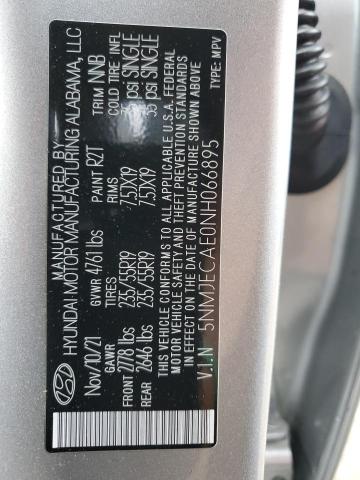 MANUFACTURED BY
HYUNDAI MOTOR MANUFACTURING ALABAMA, LLC
Nov/10/21 GVWR 4761 lbs PAINT R2T TRIM NNB
GAWR TIRES RIMS COLD TIRE INFL
FRONT 2778 lbs 235/55R19 7.5JX19 35 PSI SINGLE
REAR 2646 lbs 235/55R19 7.5JX19 35 PSI SINGLE
THIS VEHICLE CONFORMS TO ALL APPLICABLE U.S.A. FEDERAL
MOTOR VEHICLE SAFETY, AND THEFT PREVENTION STANDARDS
IN EFFECT ON THE DATE OF MANUFACTURE SHOWN ABOVE
V.I.N 5NMJECAE0NH066895 TYPE: MPV